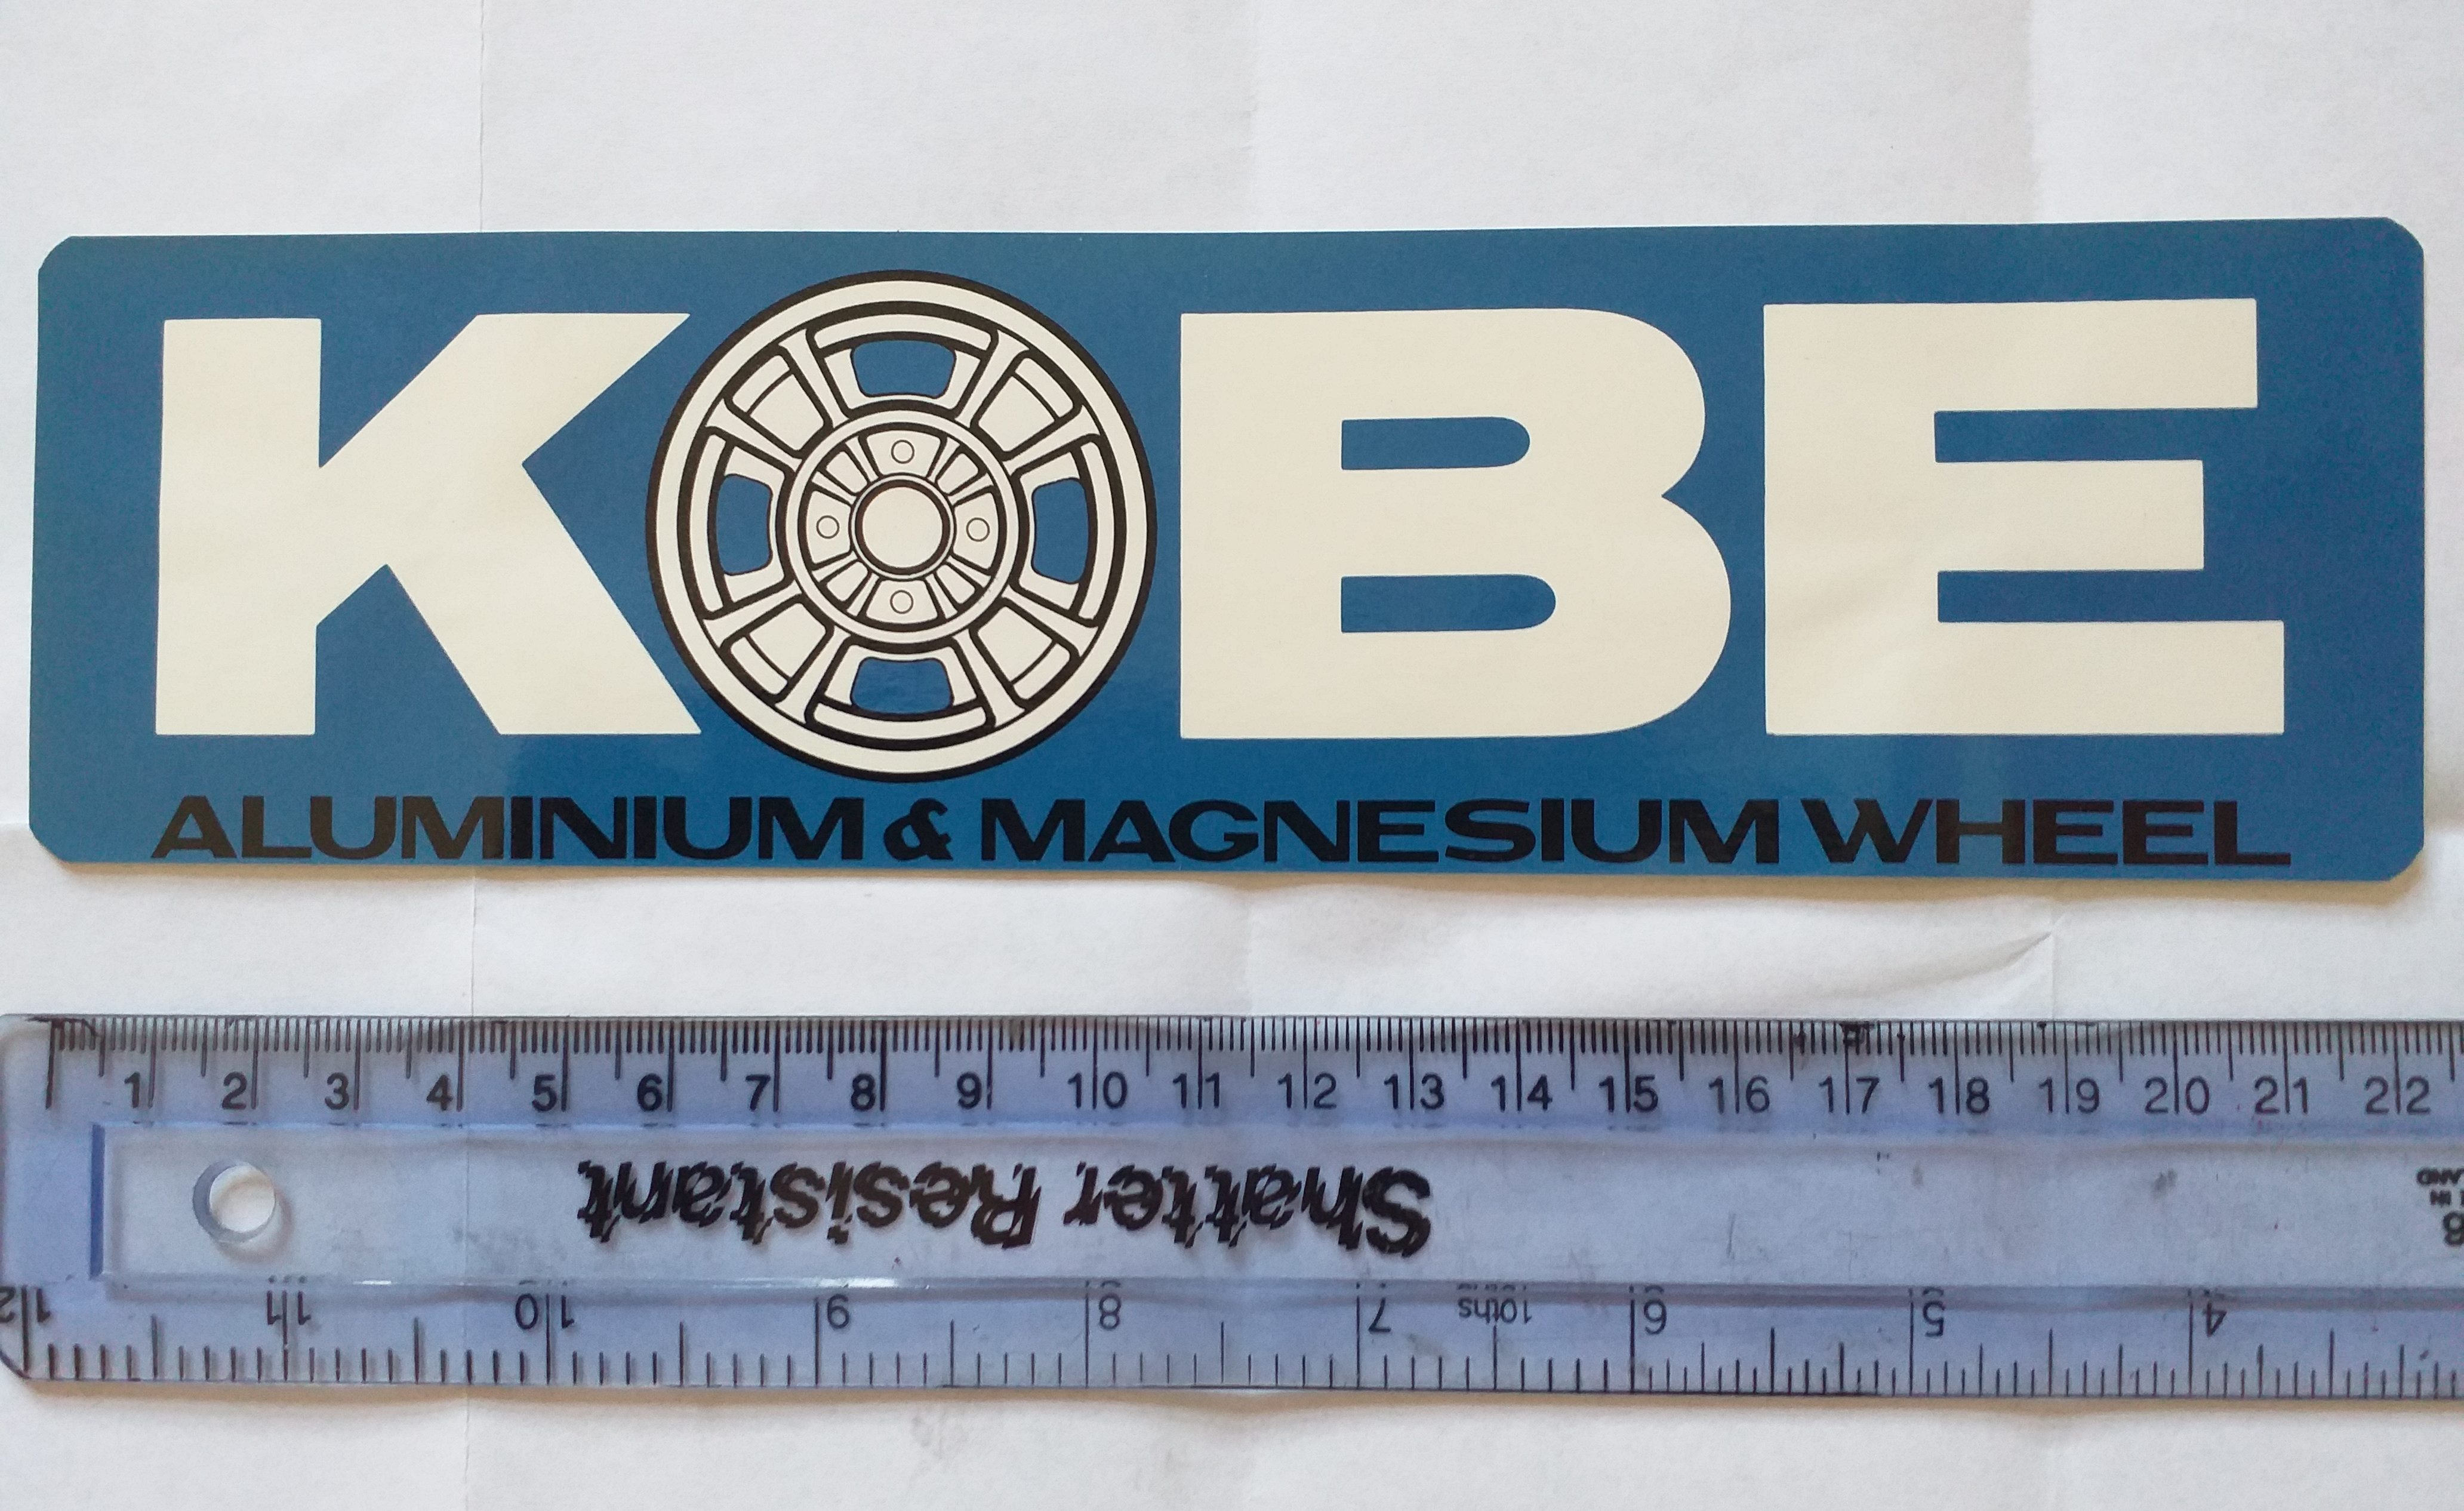 KOBE
ALUMINIUM & MAGNESIUM WHEEL
1 2 3 4 5 6 7 8 9 10 11 12 13 14 15 16 17 18 19 20 21 22
Shatter Resistant
12 11 10 9 8 7 10ths 6 5 4